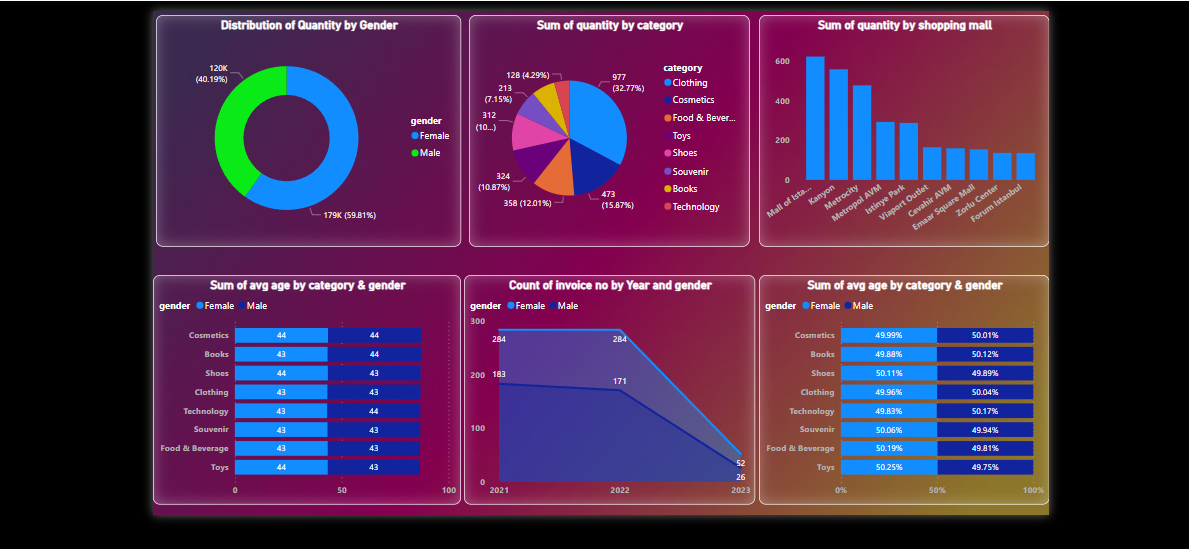 Distribution of Quantity by Gender
120K
(40.19%)
179K (59.81%)
gender
Female
Male
Sum of quantity by category
128 (4.29%)
213
(7.15%)
312
(10...)
324
(10.87%)
358 (12.01%)
473
(15.87%)
977
(32.77%)
category
Clothing
Cosmetics
Food & Bever...
Toys
Shoes
Souvenir
Books
Technology
Sum of quantity by shopping mall
600
400
200
0
Mall of Ista...
Kanyon
Metrocity
Metropol AVM
Istinye Park
Viaport Outlet
Cevahir AVM
Emaar Square Mall
Zorlu Center
Forum Istanbul
Sum of avg age by category & gender
gender Female Male
Cosmetics 44 44
Books 43 44
Shoes 44 43
Clothing 43 43
Technology 43 44
Souvenir 43 43
Food & Beverage 43 43
Toys 44 43
0 50 100
Count of invoice no by Year and gender
gender Female Male
300
284 284
200
183 171
100
52
26
0
2021 2022 2023
Sum of avg age by category & gender
gender Female Male
Cosmetics 49.99% 50.01%
Books 49.88% 50.12%
Shoes 50.11% 49.89%
Clothing 49.96% 50.04%
Technology 49.83% 50.17%
Souvenir 50.06% 49.94%
Food & Beverage 50.19% 49.81%
Toys 50.25% 49.75%
0% 50% 100%